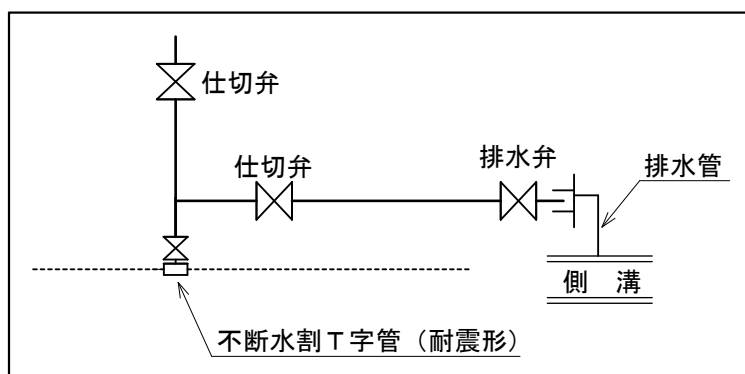 仕切弁
仕切弁
排水弁
排水管
側　溝
不断水割Ｔ字管（耐震形）